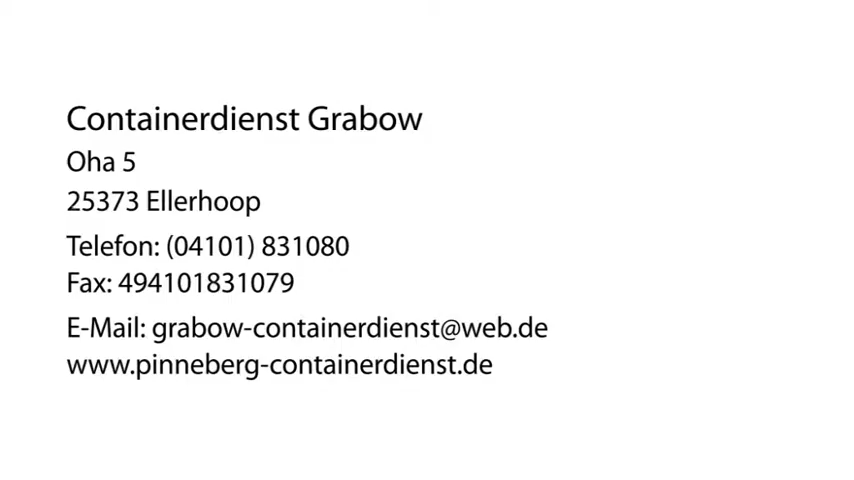 Containerdienst Grabow
Oha 5
25373 Ellerhoop
Telefon: (04101) 831080
Fax: 494101831079
E-Mail: grabow-containerdienst@web.de
www.pinneberg-containerdienst.de